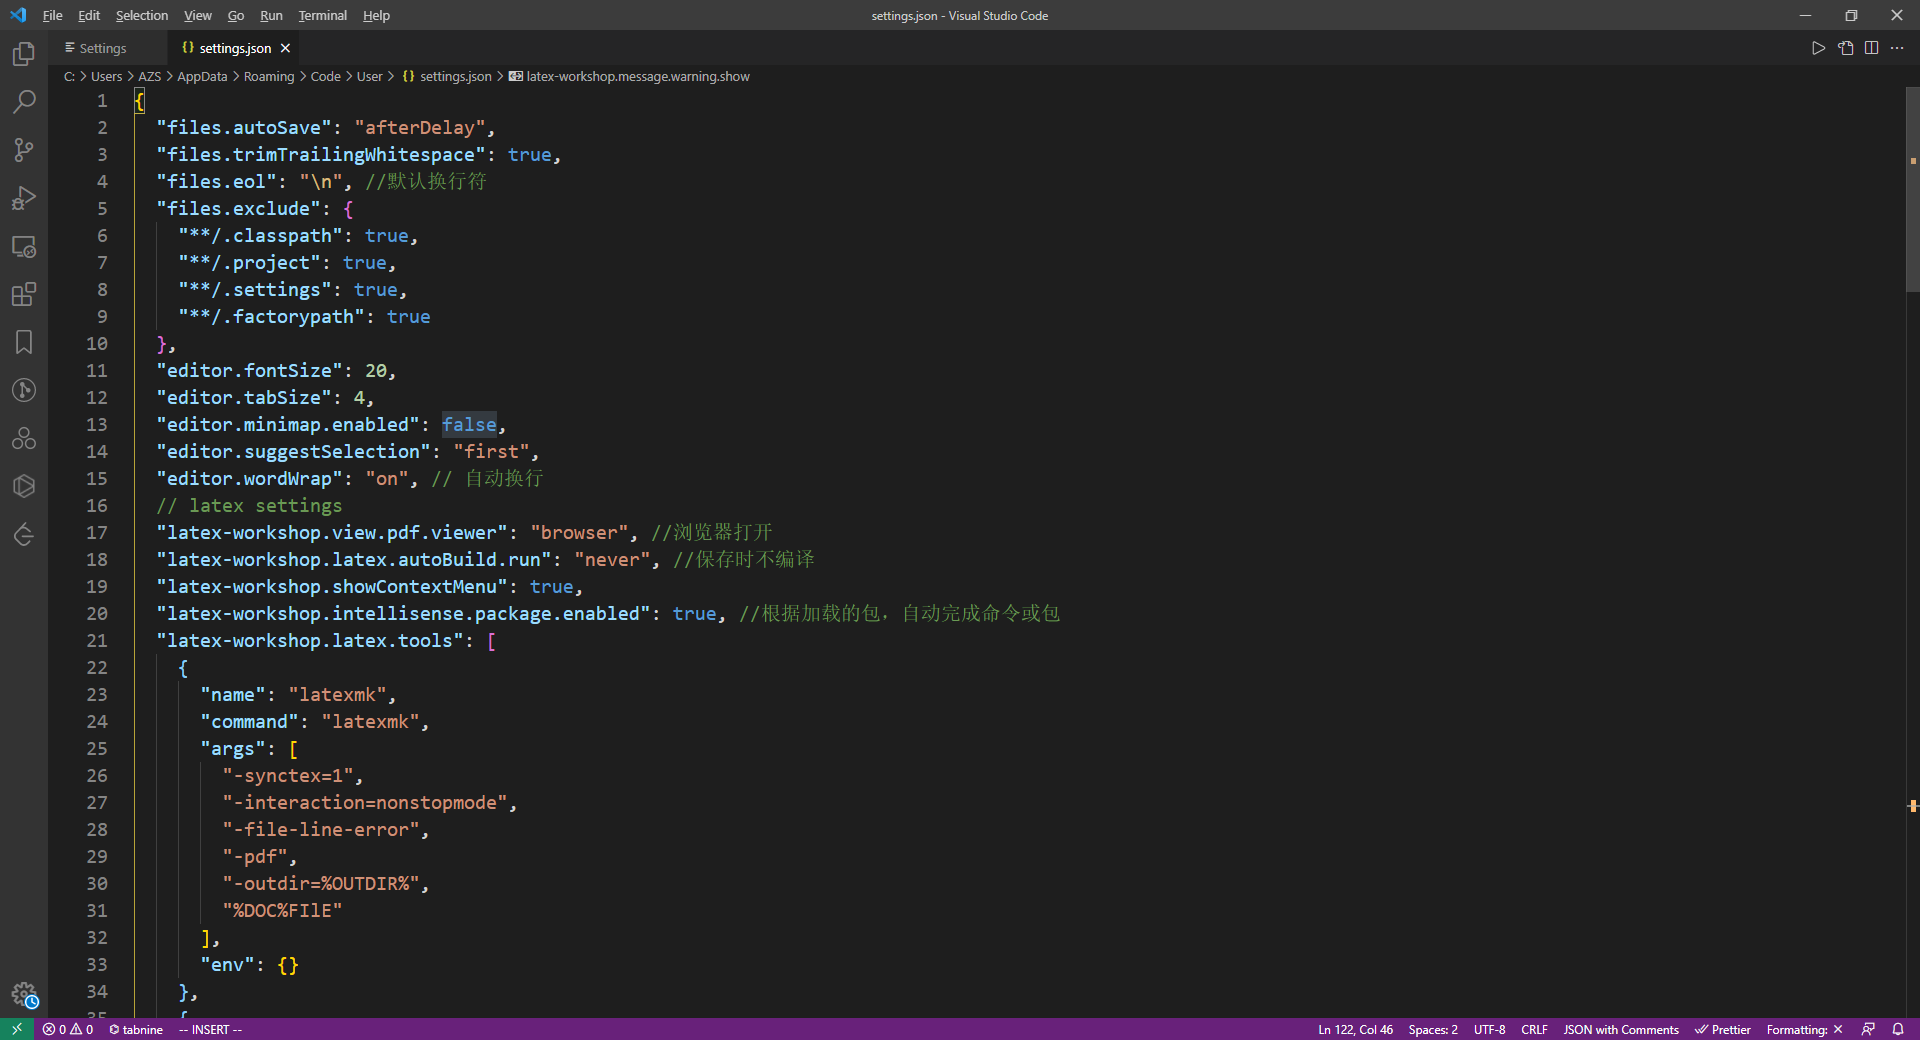 File Edit Selection View Go Run Terminal Help
settings.json - Visual Studio Code
Settings
{} settings.json
C: > Users > AZS > AppData > Roaming > Code > User > {} settings.json > latex-workshop.message.warning.show
1 {
2 "files.autoSave": "afterDelay",
3 "files.trimTrailingWhitespace": true,
4 "files.eol": "\n", //默认换行符
5 "files.exclude": {
6 "**/.classpath": true,
7 "**/.project": true,
8 "**/.settings": true,
9 "**/.factorypath": true
10 },
11 "editor.fontSize": 20,
12 "editor.tabSize": 4,
13 "editor.minimap.enabled": false,
14 "editor.suggestSelection": "first",
15 "editor.wordWrap": "on", // 自动换行
16 // latex settings
17 "latex-workshop.view.pdf.viewer": "browser", //浏览器打开
18 "latex-workshop.latex.autoBuild.run": "never", //保存时不编译
19 "latex-workshop.showContextMenu": true,
20 "latex-workshop.intellisense.package.enabled": true, //根据加载的包，自动完成命令或包
21 "latex-workshop.latex.tools": [
22 {
23 "name": "latexmk",
24 "command": "latexmk",
25 "args": [
26 "-synctex=1",
27 "-interaction=nonstopmode",
28 "-file-line-error",
29 "-pdf",
30 "-outdir=%OUTDIR%",
31 "%DOC%FIlE"
32 ],
33 "env": {}
34 },
35 {
0 0 tabnine -- INSERT -- Ln 122, Col 46 Spaces: 2 UTF-8 CRLF JSON with Comments Prettier Formatting: ×